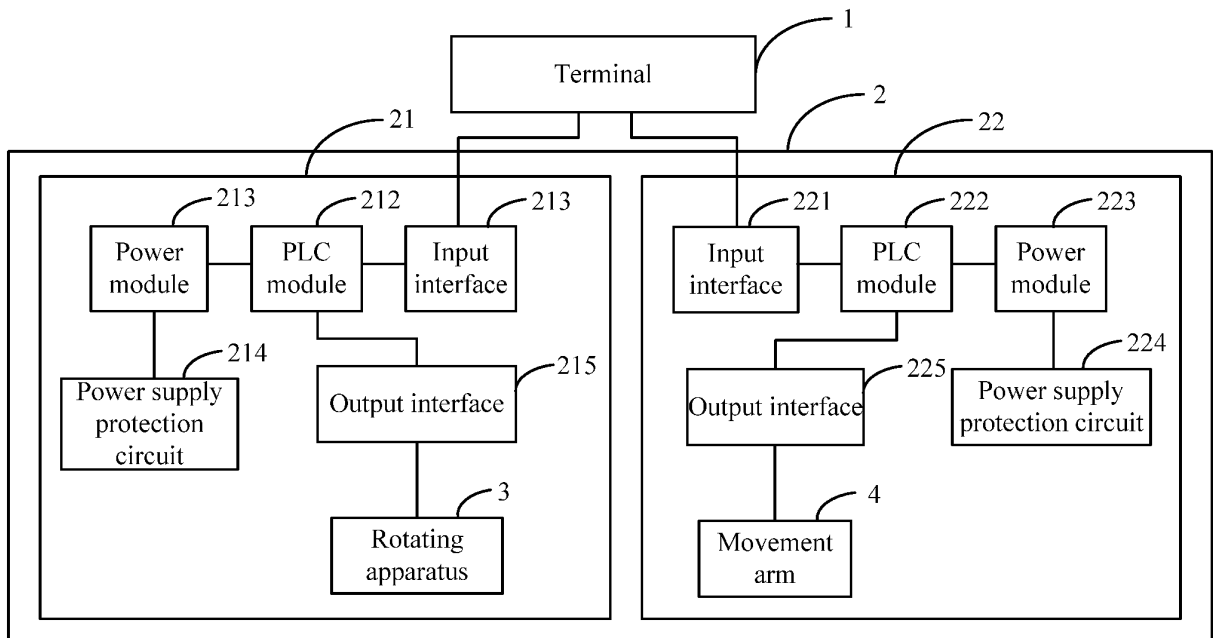 1
Terminal
2
21
22
213
212
213
221
222
223
Power
module
PLC
module
Input
interface
Input
interface
PLC
module
Power
module
214
215
225
224
Power supply
protection
circuit
Output interface
Output interface
Power supply
protection circuit
3
4
Rotating
apparatus
Movement
arm